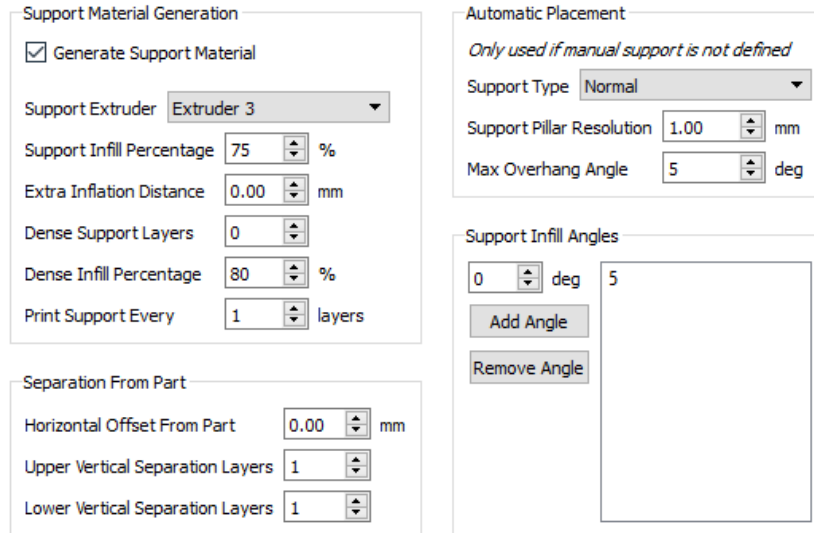 Support Material Generation
Generate Support Material
Support Extruder Extruder 3
Support Infill Percentage 75 %
Extra Inflation Distance 0.00 mm
Dense Support Layers 0
Dense Infill Percentage 80 %
Print Support Every 1 layers
Separation From Part
Horizontal Offset From Part 0.00 mm
Upper Vertical Separation Layers 1
Lower Vertical Separation Layers 1
Automatic Placement
Only used if manual support is not defined
Support Type Normal
Support Pillar Resolution 1.00 mm
Max Overhang Angle 5 deg
Support Infill Angles
0 deg 5
Add Angle
Remove Angle